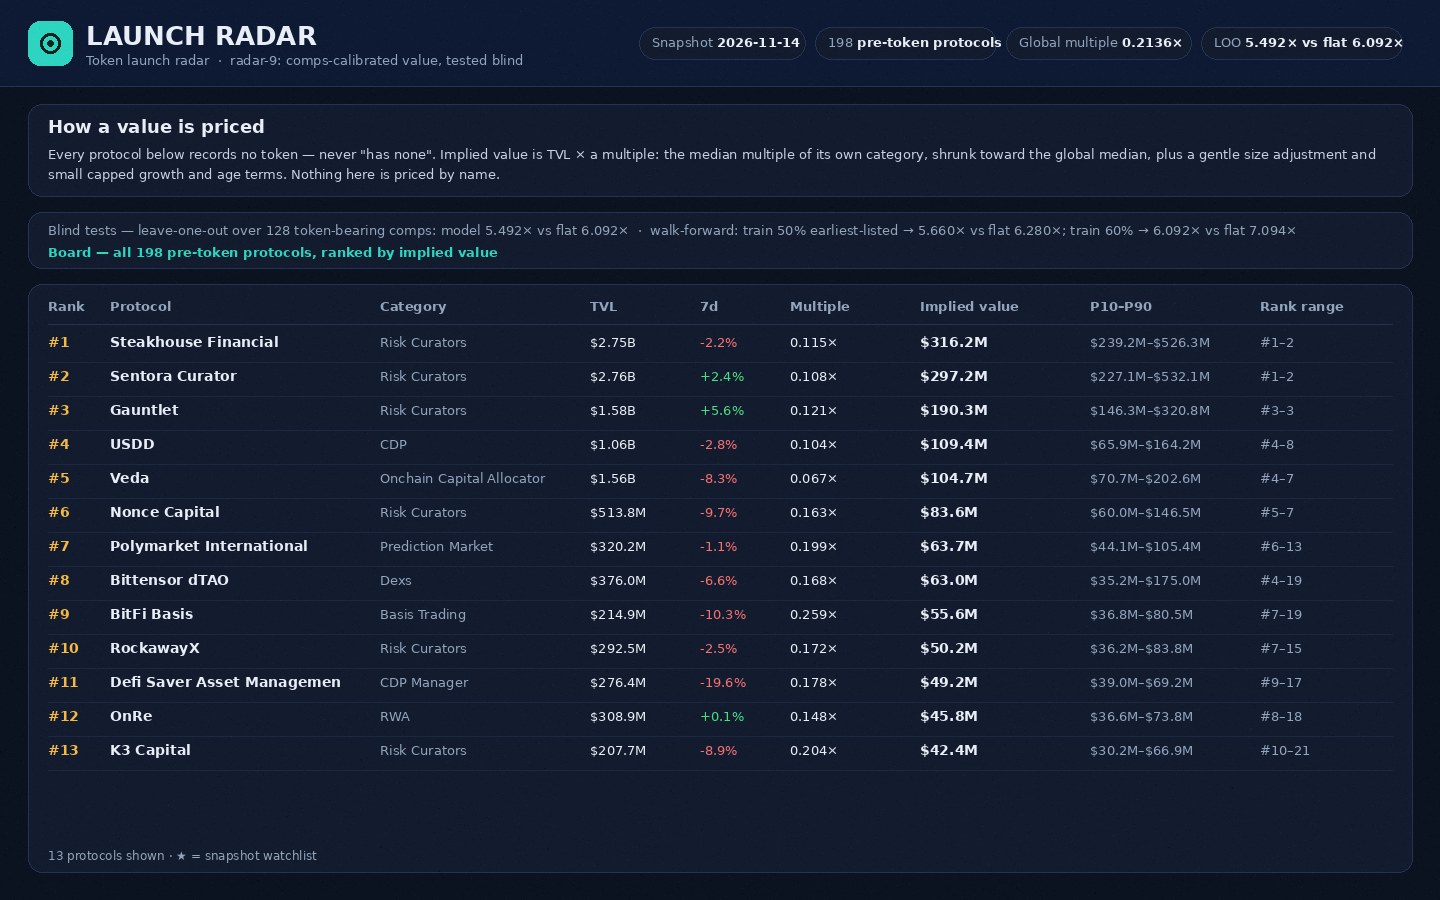 LAUNCH RADAR
Token launch radar · radar-9: comps-calibrated value, tested blind
Snapshot 2026-11-14
198 pre-token protocols
Global multiple 0.2136×
LOO 5.492× vs flat 6.092×
How a value is priced
Every protocol below records no token — never "has none". Implied value is TVL × a multiple: the median multiple of its own category, shrunk toward the global median, plus a gentle size adjustment and
small capped growth and age terms. Nothing here is priced by name.
Blind tests — leave-one-out over 128 token-bearing comps: model 5.492× vs flat 6.092× · walk-forward: train 50% earliest-listed → 5.660× vs flat 6.280×; train 60% → 6.092× vs flat 7.094×
Board — all 198 pre-token protocols, ranked by implied value
Rank Protocol Category TVL 7d Multiple Implied value P10–P90 Rank range
#1 Steakhouse Financial Risk Curators $2.75B -2.2% 0.115× $316.2M $239.2M–$526.3M #1–2
#2 Sentora Curator Risk Curators $2.76B +2.4% 0.108× $297.2M $227.1M–$532.1M #1–2
#3 Gauntlet Risk Curators $1.58B +5.6% 0.121× $190.3M $146.3M–$320.8M #3–3
#4 USDD CDP $1.06B -2.8% 0.104× $109.4M $65.9M–$164.2M #4–8
#5 Veda Onchain Capital Allocator $1.56B -8.3% 0.067× $104.7M $70.7M–$202.6M #4–7
#6 Nonce Capital Risk Curators $513.8M -9.7% 0.163× $83.6M $60.0M–$146.5M #5–7
#7 Polymarket International Prediction Market $320.2M -1.1% 0.199× $63.7M $44.1M–$105.4M #6–13
#8 Bittensor dTAO Dexs $376.0M -6.6% 0.168× $63.0M $35.2M–$175.0M #4–19
#9 BitFi Basis Basis Trading $214.9M -10.3% 0.259× $55.6M $36.8M–$80.5M #7–19
#10 RockawayX Risk Curators $292.5M -2.5% 0.172× $50.2M $36.2M–$83.8M #7–15
#11 Defi Saver Asset Managemen CDP Manager $276.4M -19.6% 0.178× $49.2M $39.0M–$69.2M #9–17
#12 OnRe RWA $308.9M +0.1% 0.148× $45.8M $36.6M–$73.8M #8–18
#13 K3 Capital Risk Curators $207.7M -8.9% 0.204× $42.4M $30.2M–$66.9M #10–21
13 protocols shown · ★ = snapshot watchlist